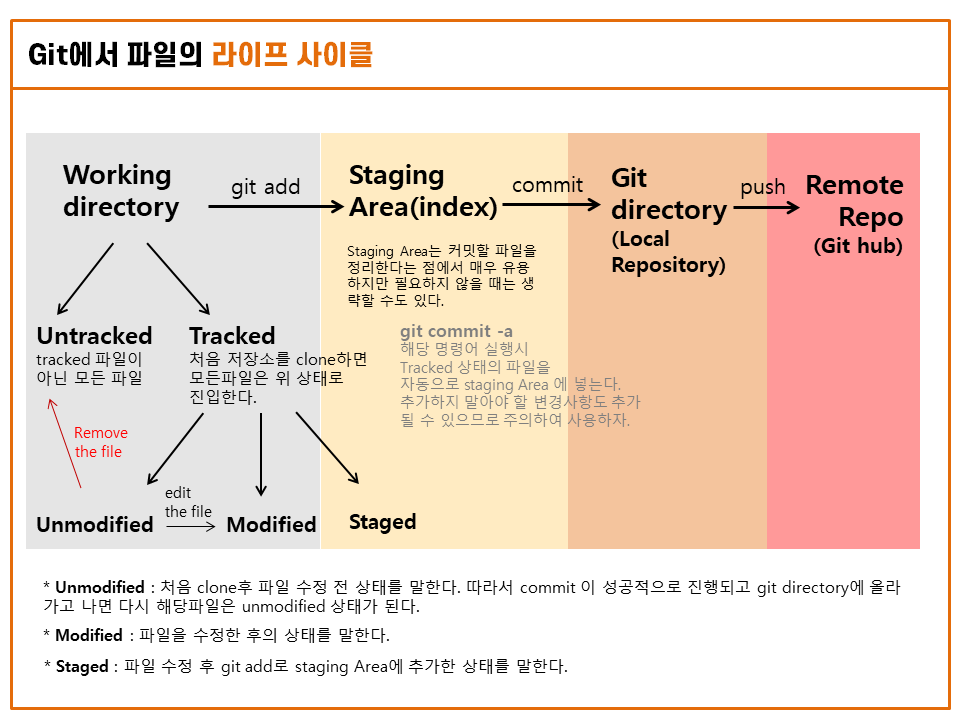 Git에서 파일의 라이프 사이클
Working
directory
git add
Staging
Area(index)
commit
Git
directory
(Local
Repository)
push
Remote
Repo
(Git hub)
Staging Area는 커밋할 파일을
정리한다는 점에서 매우 유용
하지만 필요하지 않을 때는 생
략할 수도 있다.
git commit -a
해당 명령어 실행시
Tracked 상태의 파일을
자동으로 staging Area 에 넣는다.
추가하지 말아야 할 변경사항도 추가
될 수 있으므로 주의하여 사용하자.
Untracked
tracked 파일이
아닌 모든 파일
Tracked
처음 저장소를 clone하면
모든파일은 위 상태로
진입한다.
Remove
the file
Unmodified
edit
the file
Modified
Staged
* Unmodified : 처음 clone후 파일 수정 전 상태를 말한다. 따라서 commit 이 성공적으로 진행되고 git directory에 올라
가고 나면 다시 해당파일은 unmodified 상태가 된다.
* Modified : 파일을 수정한 후의 상태를 말한다.
* Staged : 파일 수정 후 git add로 staging Area에 추가한 상태를 말한다.